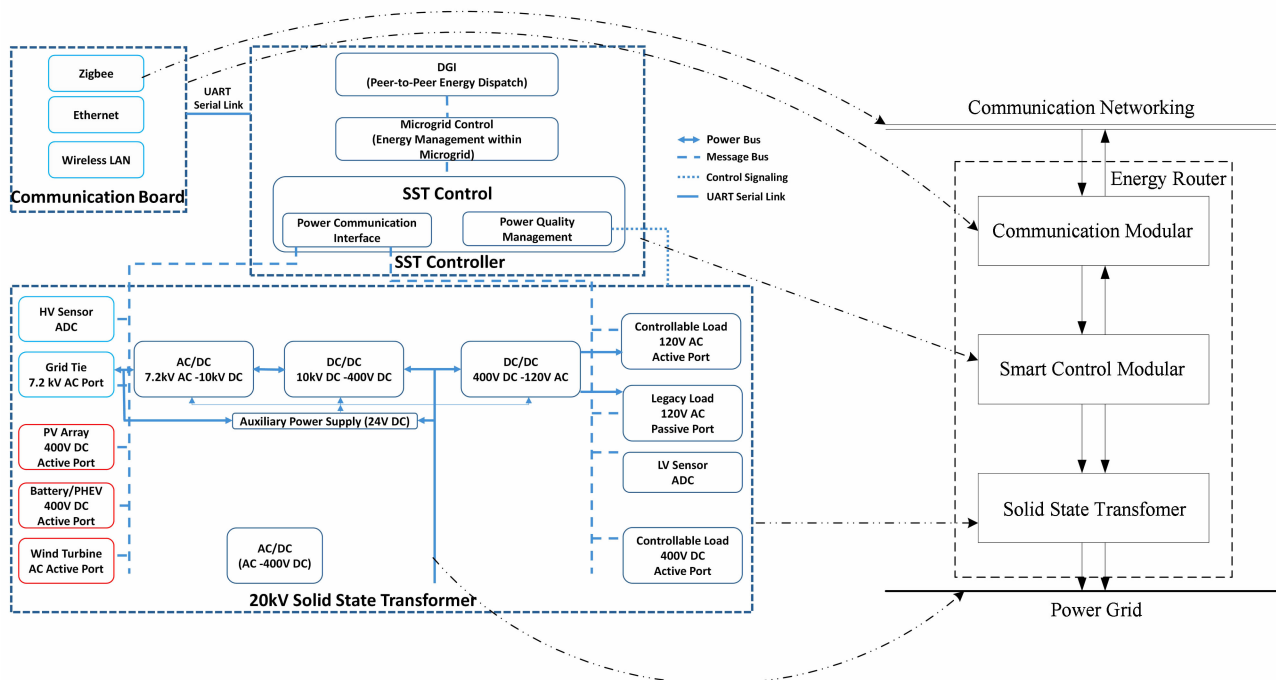 Zigbee
Ethernet
Wireless LAN
Communication Board
UART
Serial Link
DGI
(Peer-to-Peer Energy Dispatch)
Microgrid Control
(Energy Management within
Microgrid)
SST Control
Power Communication
Interface
Power Quality
Management
SST Controller
Power Bus
Message Bus
Control Signaling
UART Serial Link
HV Sensor
ADC
Grid Tie
7.2 kV AC Port
PV Array
400V DC
Active Port
Battery/PHEV
400V DC
Active Port
Wind Turbine
AC Active Port
AC/DC
7.2kV AC -10kV DC
DC/DC
10kV DC -400V DC
DC/DC
400V DC -120V AC
Auxiliary Power Supply (24V DC)
AC/DC
(AC -400V DC)
Controllable Load
120V AC
Active Port
Legacy Load
120V AC
Passive Port
LV Sensor
ADC
Controllable Load
400V DC
Active Port
20kV Solid State Transformer
Communication Networking
Energy Router
Communication Modular
Smart Control Modular
Solid State Transfomer
Power Grid